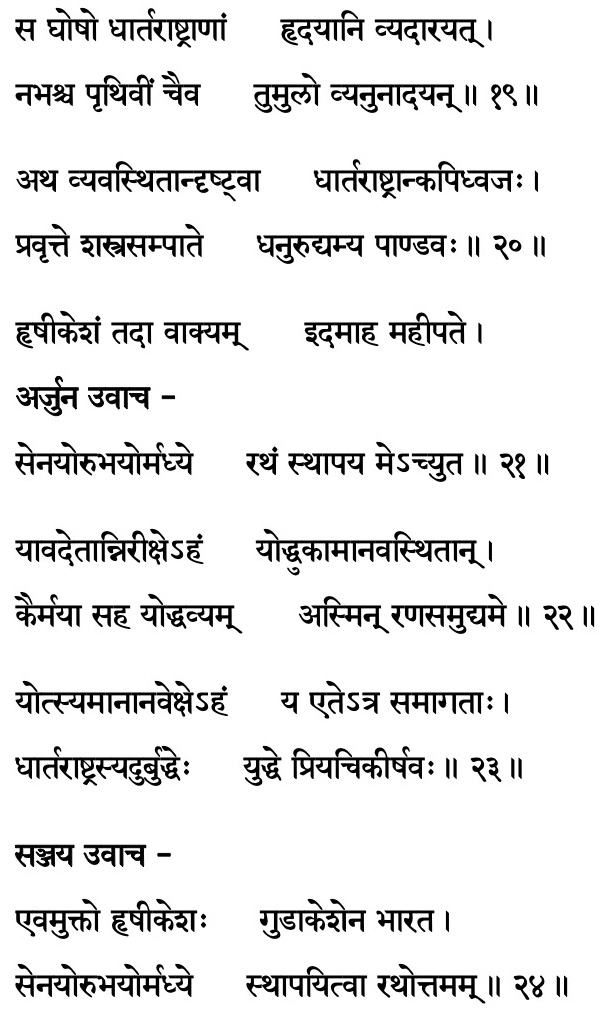 स घोषो धार्तराष्ट्राणां हृदयानि व्यदारयत् ।
नभश्च पृथिवीं चैव तुमुलो व्यनुनादयन् ॥ १९ ॥
अथ व्यवस्थितान्दृष्ट्वा धार्तराष्ट्रान्कपिध्वजः ।
प्रवृत्ते शस्त्रसम्पाते धनुरुद्यम्य पाण्डवः ॥ २० ॥
हृषीकेशं तदा वाक्यम् इदमाह महीपते ।
अर्जुन उवाच -
सेनयोरुभयोर्मध्ये रथं स्थापय मेऽच्युत ॥ २१ ॥
यावदेतान्निरीक्षेऽहं योद्धुकामानवस्थितान् ।
कैर्मया सह योद्धव्यम् अस्मिन् रणसमुद्यमे ॥ २२ ॥
योत्स्यमानानवेक्षेऽहं य एतेऽत्र समागताः ।
धार्तराष्ट्रस्यदुर्बुद्धेः युद्धे प्रियचिकीर्षवः ॥ २३ ॥
सञ्जय उवाच -
एवमुक्तो हृषीकेशः गुडाकेशेन भारत ।
सेनयोरुभयोर्मध्ये स्थापयित्वा रथोत्तमम् ॥ २४ ॥